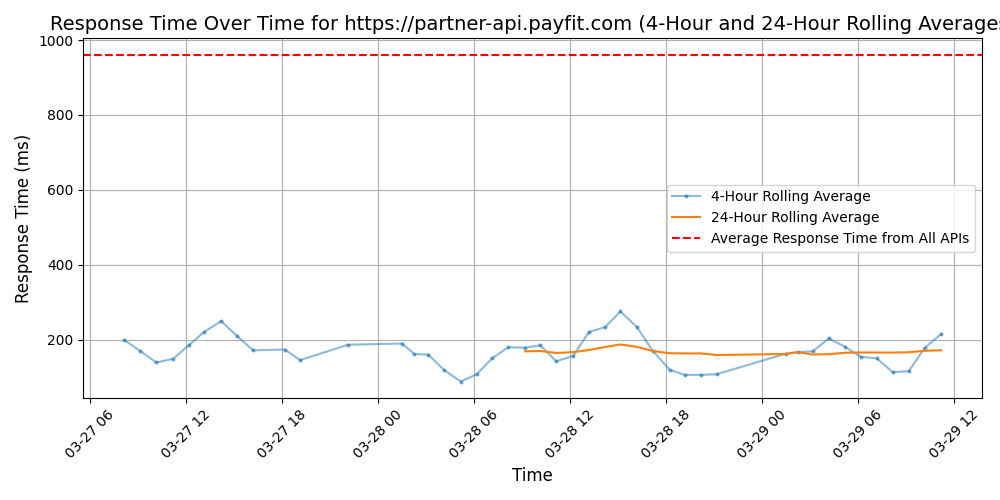 Response Time Over Time for https://partner-api.payfit.com (4-Hour and 24-Hour Rolling Average
Response Time (ms)
1000
800
600
400
200
4-Hour Rolling Average
24-Hour Rolling Average
Average Response Time from All APIs
03-27 06
03-27 12
03-27 18
03-28 00
03-28 06
03-28 12
03-28 18
03-29 00
03-29 06
03-29 12
Time